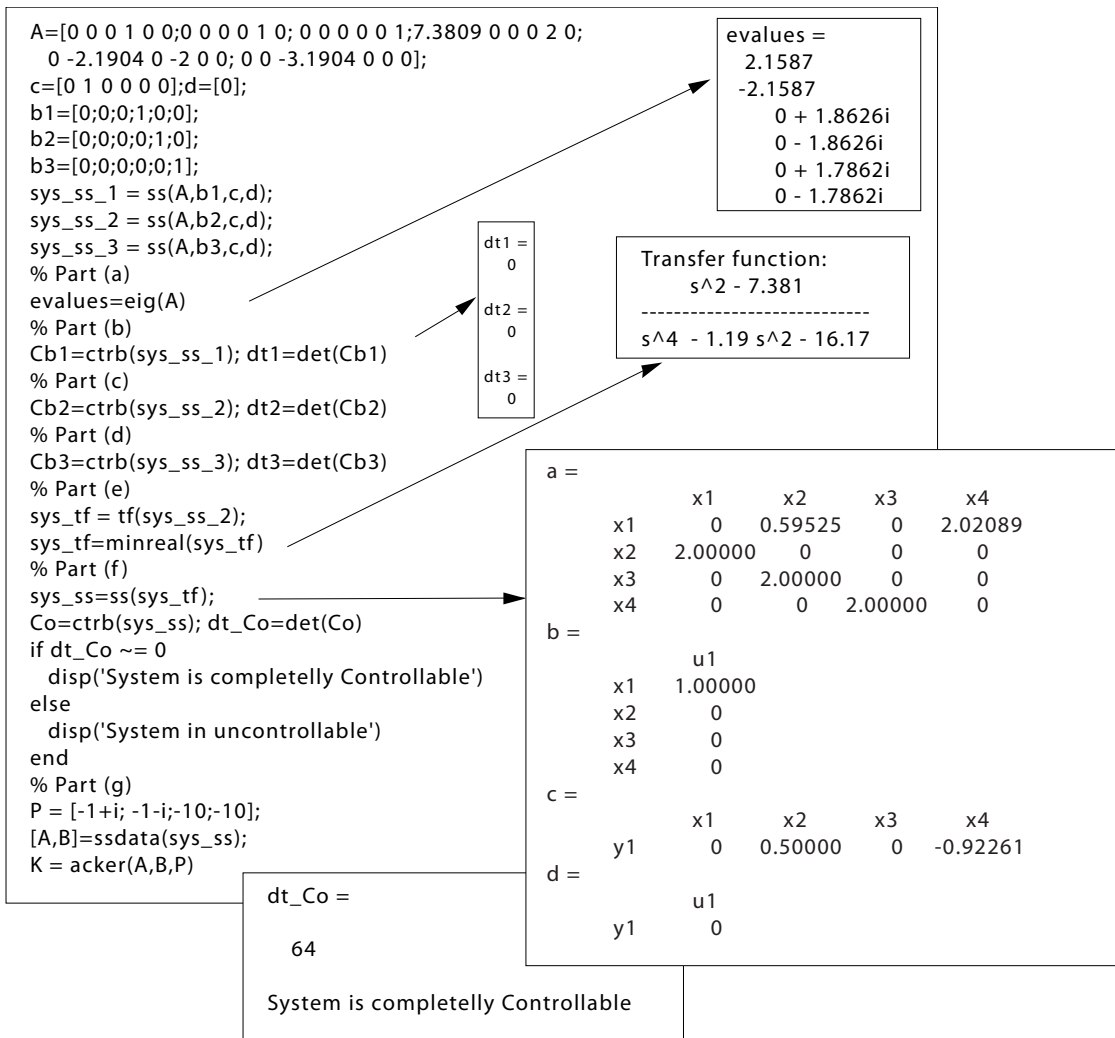 A=[0 0 0 1 0 0;0 0 0 0 1 0; 0 0 0 0 0 1;7.3809 0 0 0 2 0;
0 -2.1904 0 -2 0 0; 0 0 -3.1904 0 0 0];
c=[0 1 0 0 0 0];d=[0];
b1=[0;0;0;1;0;0];
b2=[0;0;0;0;1;0];
b3=[0;0;0;0;0;1];
sys_ss_1 = ss(A,b1,c,d);
sys_ss_2 = ss(A,b2,c,d);
sys_ss_3 = ss(A,b3,c,d);
% Part (a)
evalues=eig(A)
% Part (b)
Cb1=ctrb(sys_ss_1); dt1=det(Cb1)
% Part (c)
Cb2=ctrb(sys_ss_2); dt2=det(Cb2)
% Part (d)
Cb3=ctrb(sys_ss_3); dt3=det(Cb3)
% Part (e)
sys_tf = tf(sys_ss_2);
sys_tf=minreal(sys_tf)
% Part (f)
sys_ss=ss(sys_tf);
Co=ctrb(sys_ss); dt_Co=det(Co)
if dt_Co ~= 0
disp('System is completelly Controllable')
else
disp('System in uncontrollable')
end
% Part (g)
P = [-1+i; -1-i;-10;-10];
[A,B]=ssdata(sys_ss);
K = acker(A,B,P)
evalues =
2.1587
-2.1587
0 + 1.8626i
0 - 1.8626i
0 + 1.7862i
0 - 1.7862i
dt1 =
0
dt2 =
0
dt3 =
0
Transfer function:
s^2 - 7.381
----------------------------
s^4 - 1.19 s^2 - 16.17
a =
x1 x2 x3 x4
x1 0 0.59525 0 2.02089
x2 2.00000 0 0 0
x3 0 2.00000 0 0
x4 0 0 2.00000 0
b =
u1
x1 1.00000
x2 0
x3 0
x4 0
c =
x1 x2 x3 x4
y1 0 0.50000 0 -0.92261
d =
u1
y1 0
dt_Co =
64
System is completelly Controllable